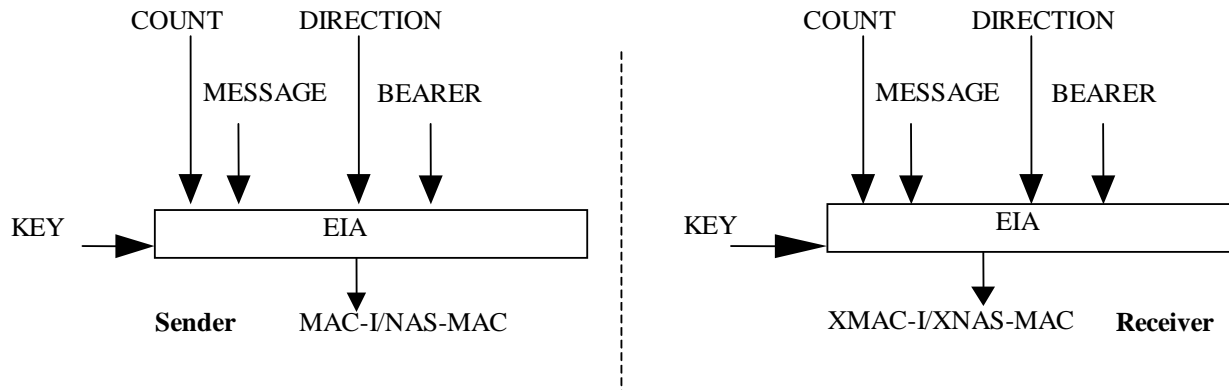 COUNT DIRECTION
MESSAGE BEARER
KEY
EIA
Sender MAC-I/NAS-MAC
COUNT DIRECTION
MESSAGE BEARER
KEY
EIA
XMAC-I/XNAS-MAC Receiver